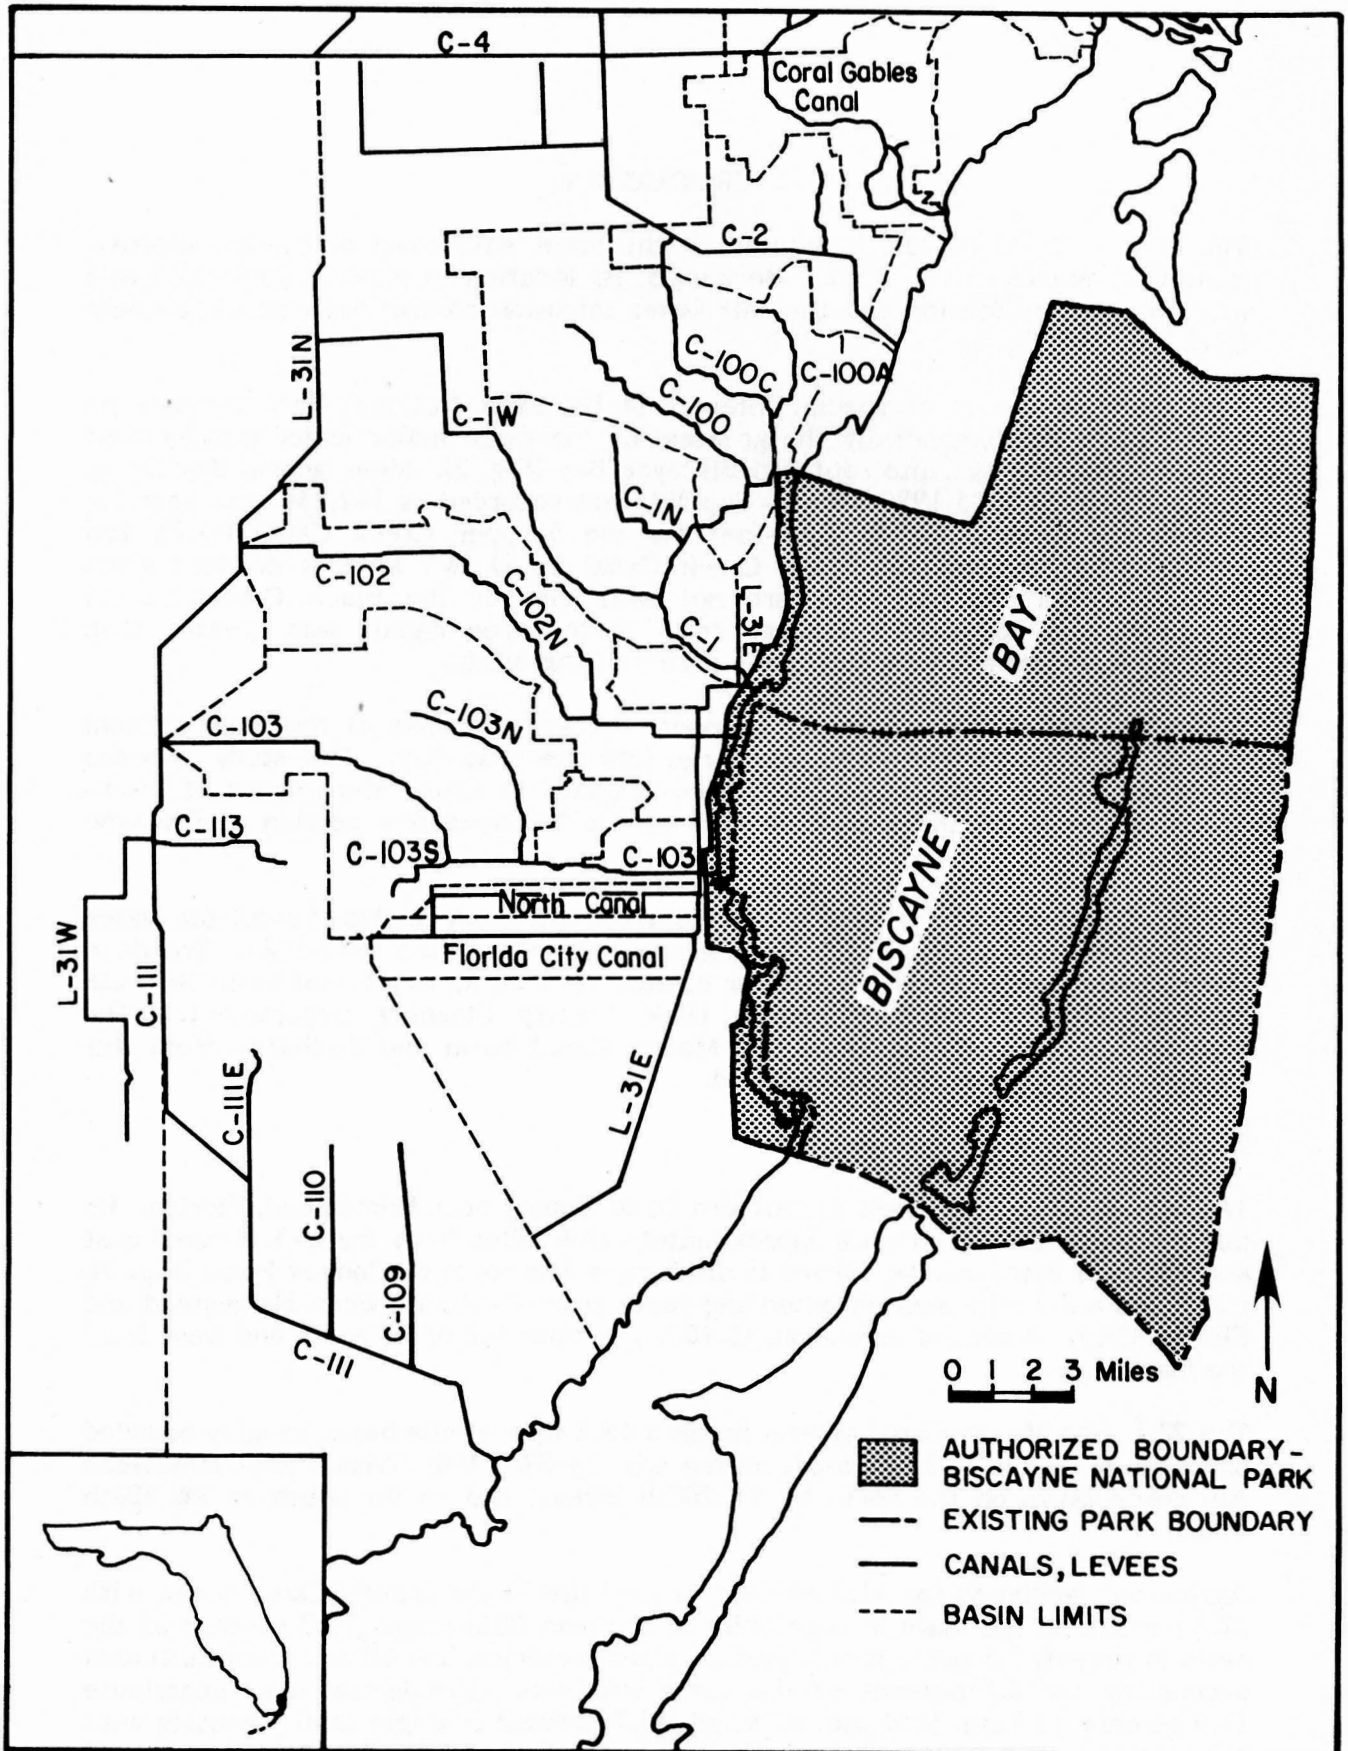 C-4
Coral Gables
Canal
C-2
L-31N
C-100C
C-100A
C-100
C-1W
C-1N
C-102
C-102N
L-31E
C-1
BAY
C-103
C-103N
BISCAYNE
C-113
C-103S
C-103
North Canal
Florida City Canal
L-31W
C-111
C-111E
L-31E
C-110
C-109
C-111
0 1 2 3 Miles
N
AUTHORIZED BOUNDARY-
BISCAYNE NATIONAL PARK
EXISTING PARK BOUNDARY
CANALS, LEVEES
BASIN LIMITS